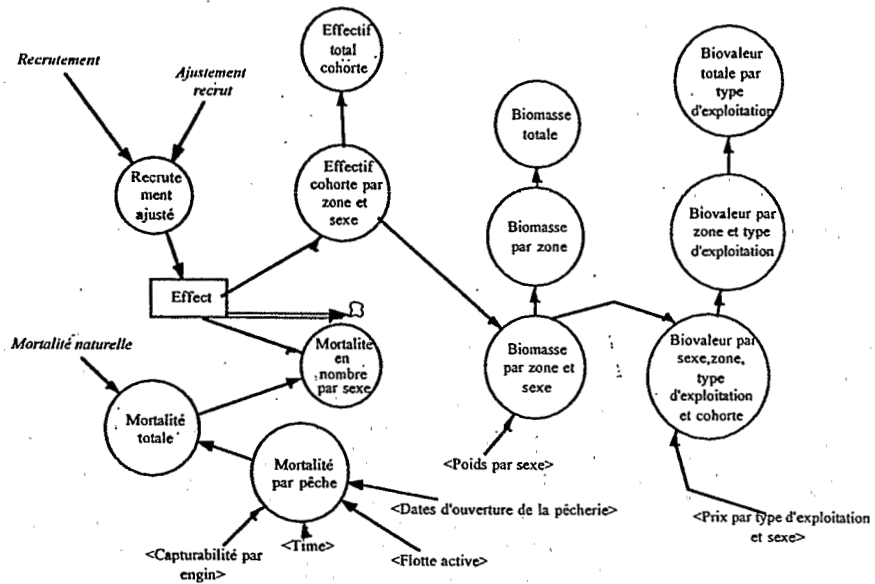 Effectif
total
cohorte
Recrutement
Ajustement
recrut
Biovaleur
totale par
type
d'exploitation
Biomasse
totale
Recrute
ment
ajusté
Effectif
cohorte par
zone et
sexe
Biomasse
par zone
Biovaleur par
zone et type
d'exploitation
Effect
Mortalité naturelle
Mortalite
en
nombre
par sexe
Biomasse
par zone et
sexe
Biovaleur par
sexe,zone,
type
d'exploitation
et cohorte
Mortalité
totale
Mortalité
par pêche
<Poids par sexe>
<Dates d'ouverture de la pêcherie>
<Prix par type d'exploitation
et sexe>
<Capturabilité par
engin>
<Time>
<Flotte active>